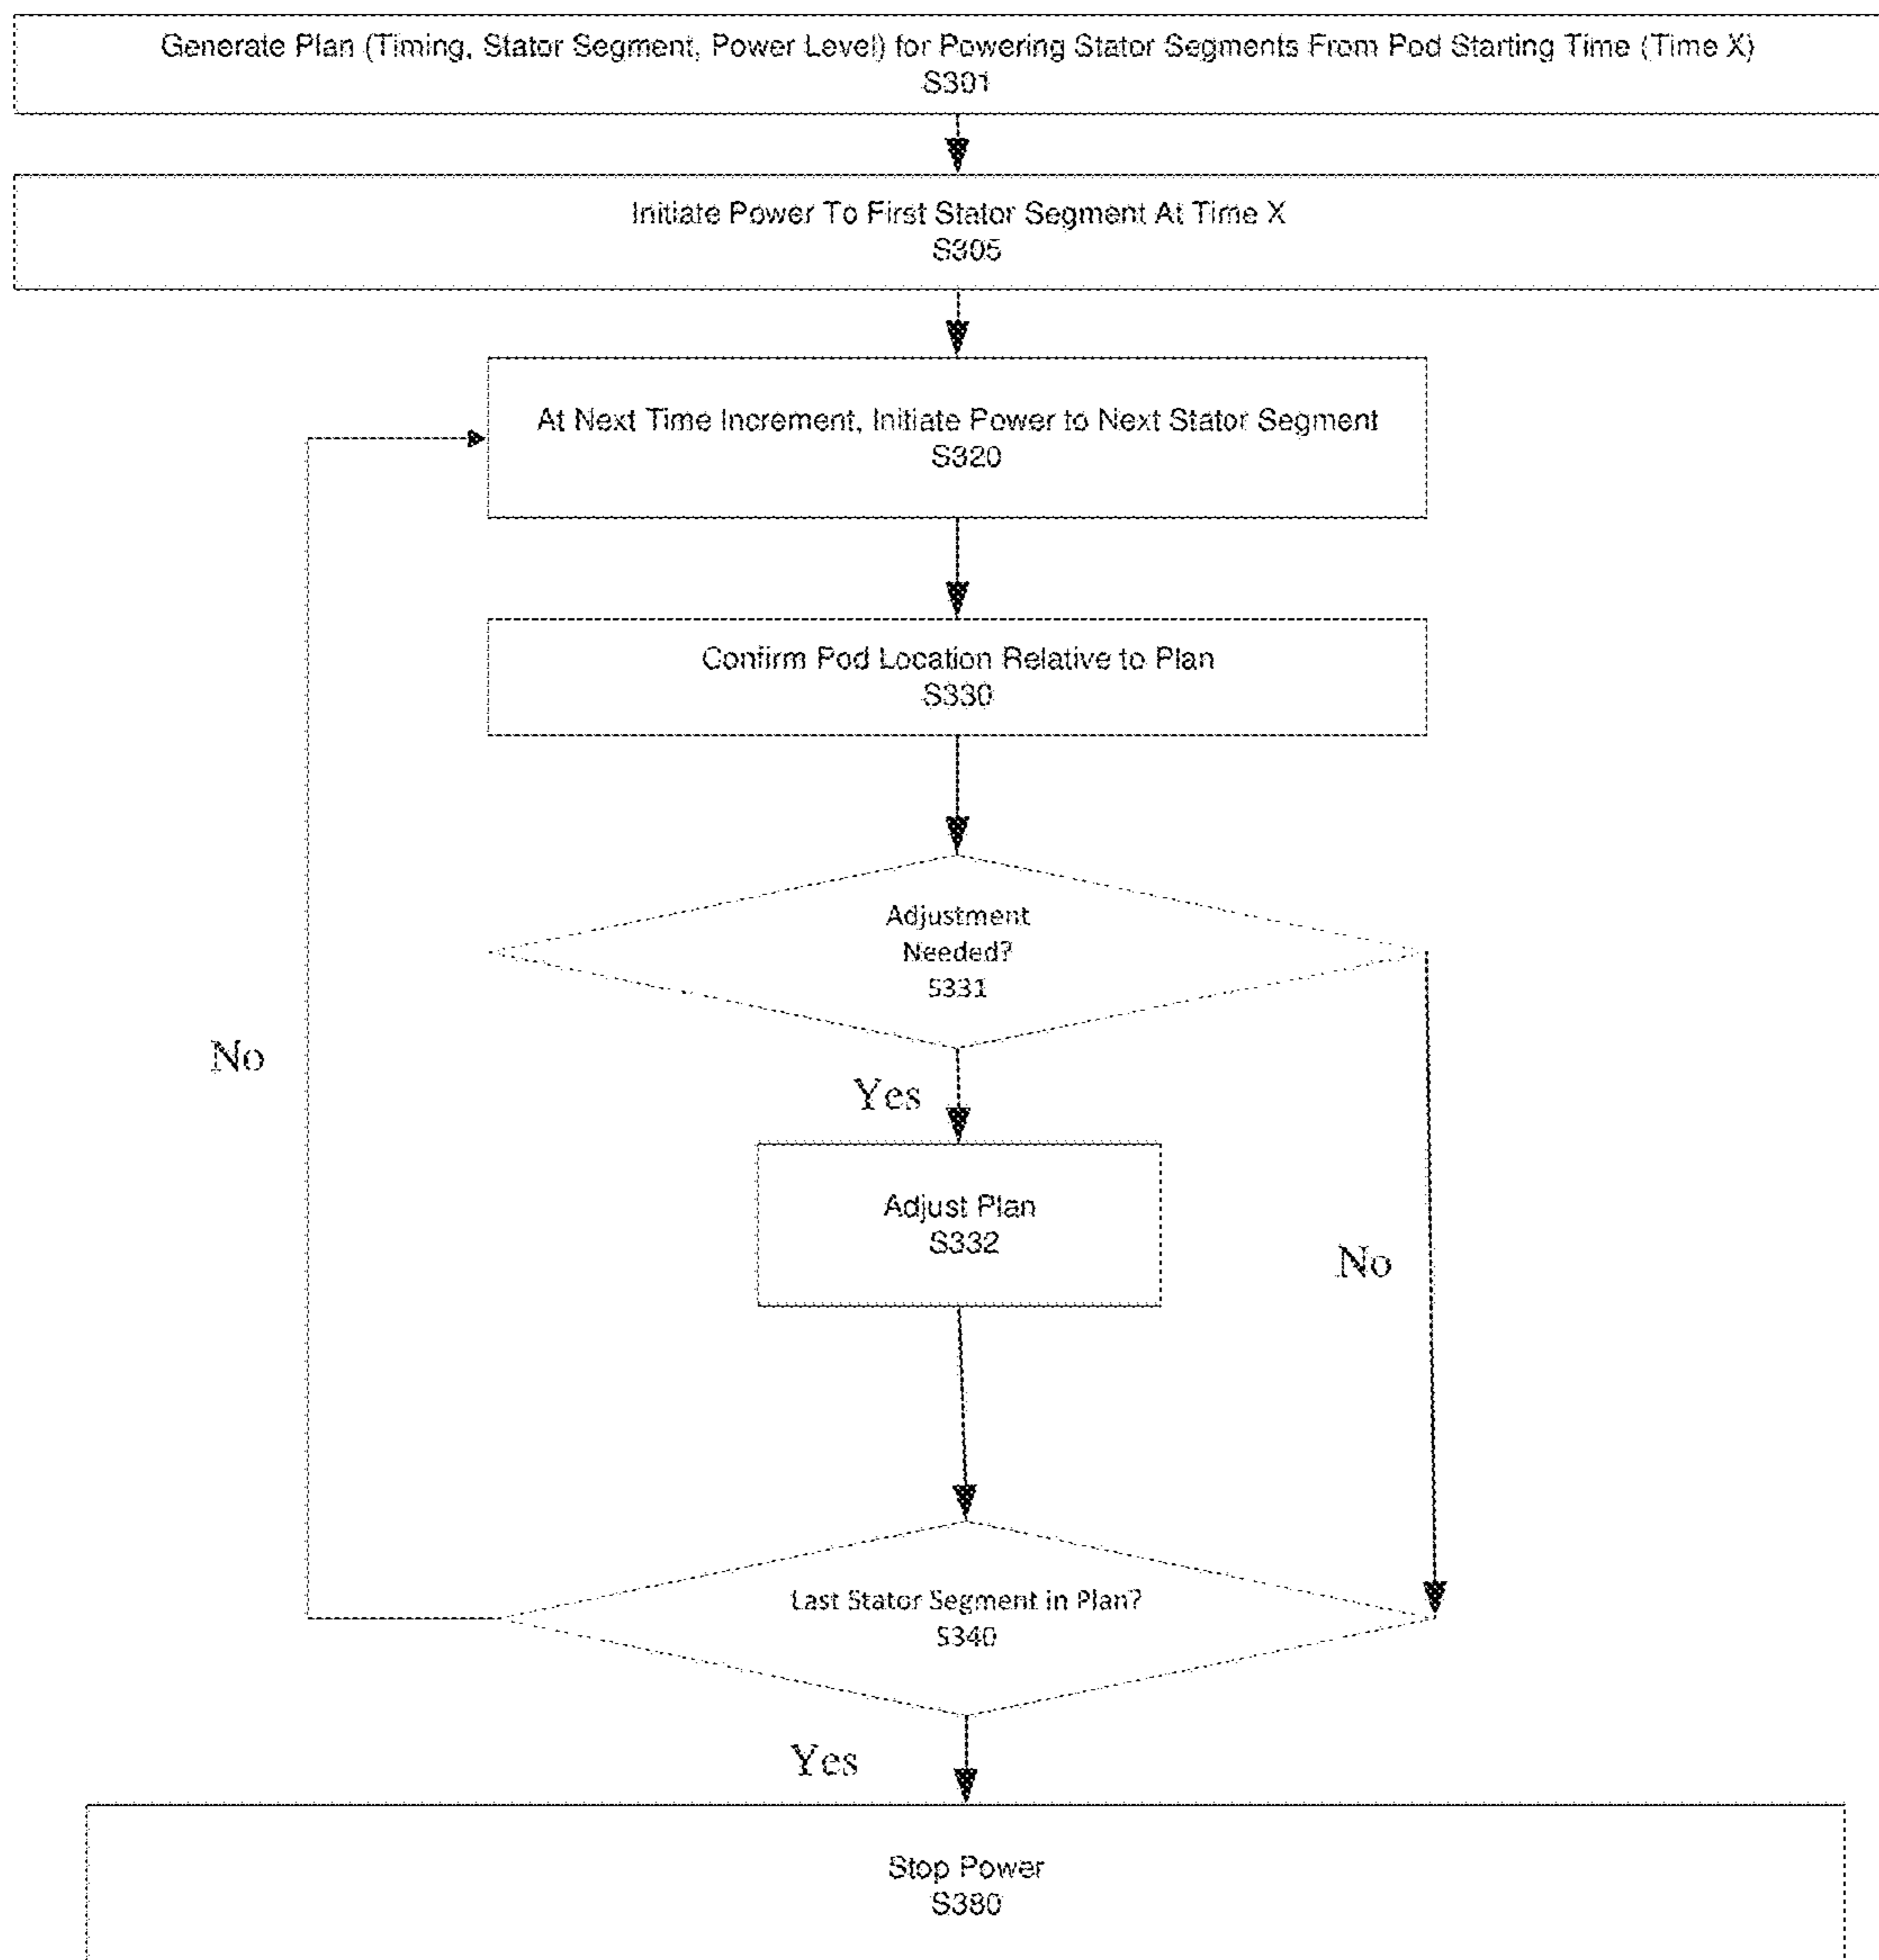 Generate Plan (Timing, Stator Segment, Power Level) for Powering Stator Segments From Pod Starting Time (Time X)
S301
Initiate Power To First Stator Segment At Time X
S305
At Next Time Increment, Initiate Power to Next Stator Segment
S320
Confirm Pod Location Relative to Plan
S330
Adjustment
Needed?
S331
No
Yes
Adjust Plan
S332
No
Last Stator Segment in Plan?
S340
Yes
Stop Power
S380